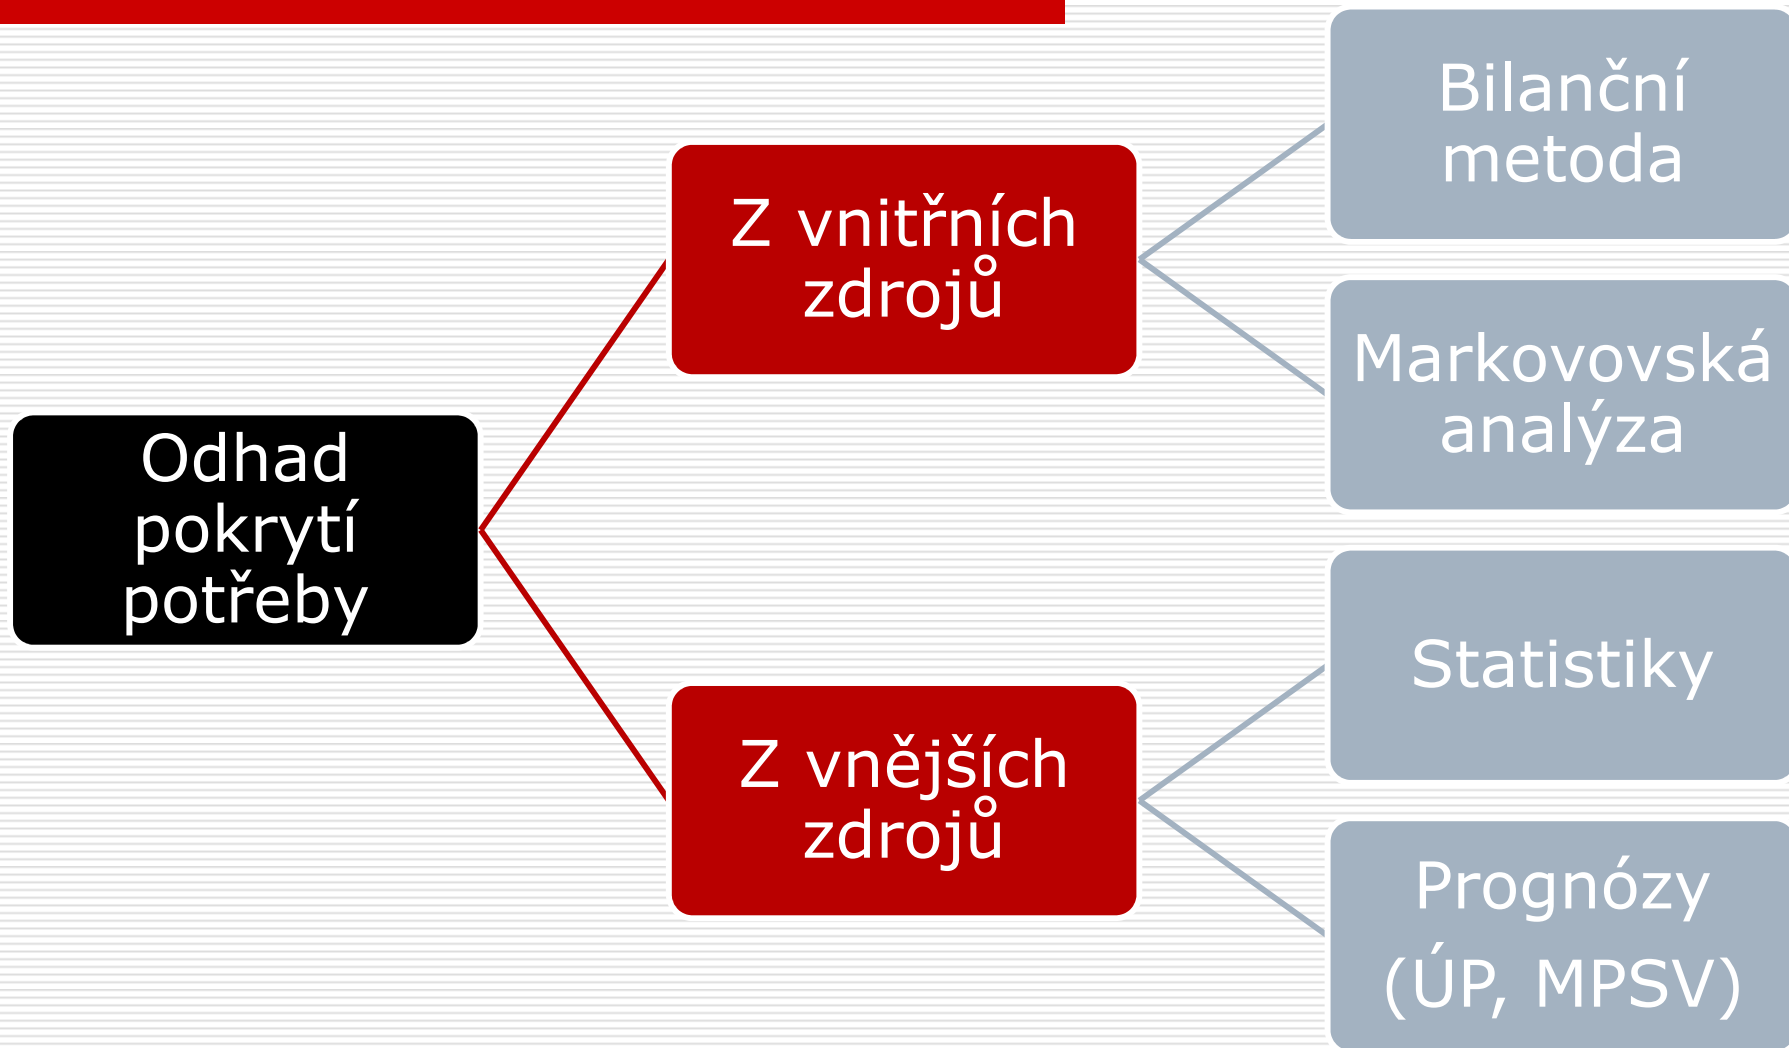 Odhad
pokrytí
potřeby
Z vnitřních
zdrojů
Bilanční
metoda
Markovovská
analýza
Z vnějších
zdrojů
Statistiky
Prognózy
(ÚP, MPSV)